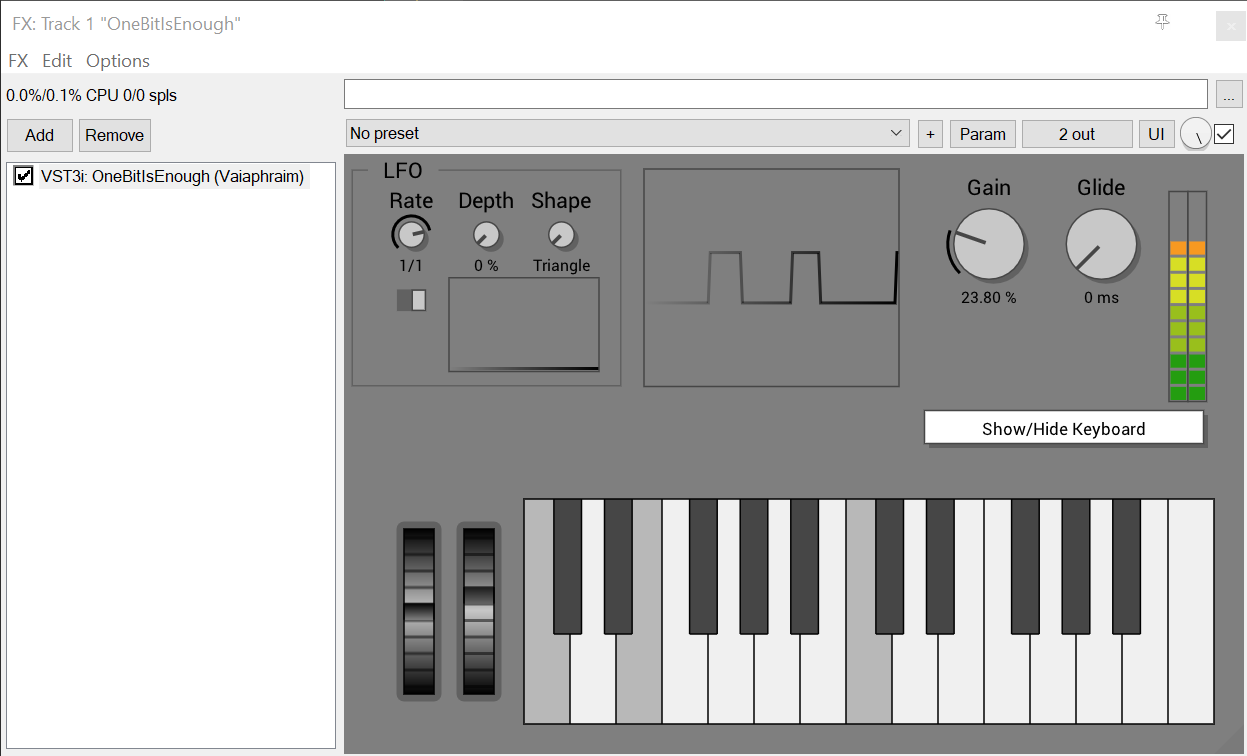 FX: Track 1 "OneBitIsEnough"
FX Edit Options
0.0%/0.1% CPU 0/0 spls
...
Add Remove
No preset
+ Param 2 out UI
VST3i: OneBitIsEnough (Vaiaphraim)
LFO
Rate Depth Shape
1/1 0 % Triangle
Gain Glide
23.80 % 0 ms
Show/Hide Keyboard